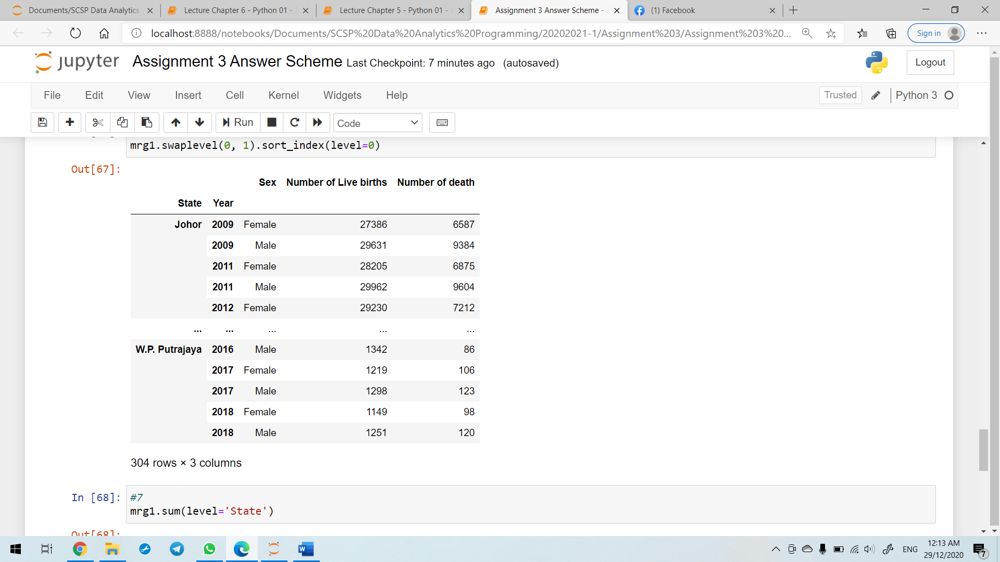 Documents/SCSP Data Analytics
Lecture Chapter 6 - Python 01 -
Lecture Chapter 5 - Python 01 -
Assignment 3 Answer Scheme -
(1) Facebook
localhost:8888/notebooks/Documents/SCSP%20Data%20Analytics%20Programming/20202021-1/Assignment%203/Assignment%203%20...
Sign in
jupyter Assignment 3 Answer Scheme Last Checkpoint: 7 minutes ago (autosaved)
Logout
File Edit View Insert Cell Kernel Widgets Help
Trusted Python 3
Run Code
mrg1.swaplevel(0, 1).sort_index(level=0)
Out[67]:
Sex Number of Live births Number of death
State Year
Johor 2009 Female 27386 6587
2009 Male 29631 9384
2011 Female 28205 6875
2011 Male 29962 9604
2012 Female 29230 7212
... ... ... ... ...
W.P. Putrajaya 2016 Male 1342 86
2017 Female 1219 106
2017 Male 1298 123
2018 Female 1149 98
2018 Male 1251 120
304 rows × 3 columns
In [68]: #7
mrg1.sum(level='State')
Out[68]:
ENG
12:13 AM
29/12/2020
7